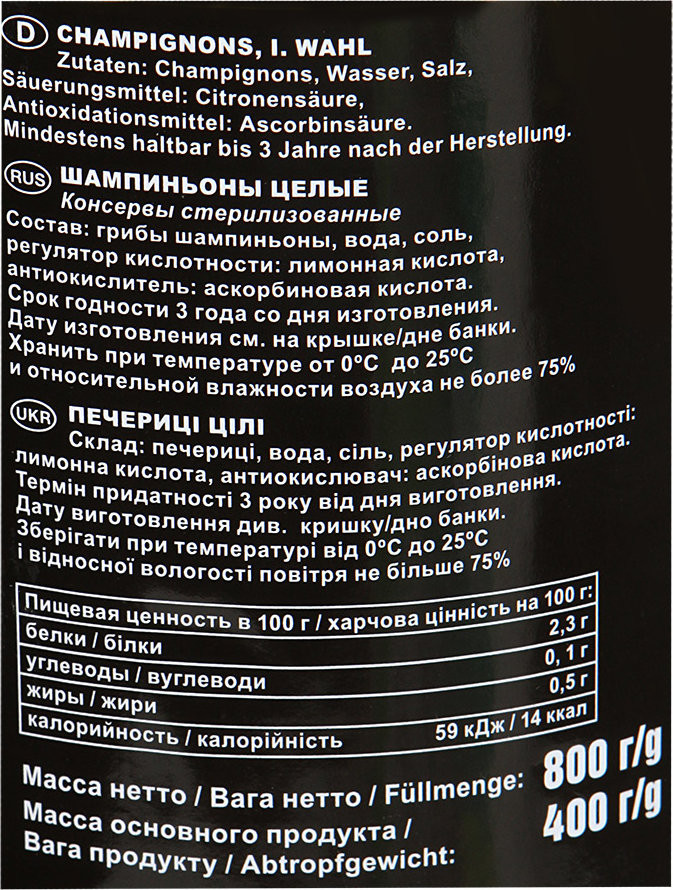 D CHAMPIGNONS, I. WAHL
Zutaten: Champignons, Wasser, Salz,
Säuerungsmittel: Citronensäure,
Antioxidationsmittel: Ascorbinsäure.
Mindestens haltbar bis 3 Jahre nach der Herstellung.
RUS ШАМПИНЬОНЫ ЦЕЛЫЕ
Консервы стерилизованные
Состав: грибы шампиньоны, вода, соль,
регулятор кислотности: лимонная кислота,
антиокислитель: аскорбиновая кислота.
Срок годности 3 года со дня изготовления.
Дату изготовления см. на крышке/дне банки.
Хранить при температуре от 0°С до 25°С
и относительной влажности воздуха не более 75%
UKR ПЕЧЕРИЦІ ЦІЛІ
Склад: печериці, вода, сіль, регулятор кислотності:
лимонна кислота, антиокислювач: аскорбінова кислота.
Термін придатності 3 року від дня виготовлення.
Дату виготовлення див. кришку/дно банки.
Зберігати при температурі від 0°С до 25°С
і відносної вологості повітря не більше 75%
Пищевая ценность в 100 г / харчова цінність на 100 г:
белки / білки 2,3 г
углеводы / вуглеводи 0,1 г
жиры / жири 0,5 г
калорийность / калорійність 59 кДж / 14 ккал
Масса нетто / Вага нетто / Füllmenge: 800 г/g
Масса основного продукта /
Вага продукту / Abtropfgewicht: 400 г/g